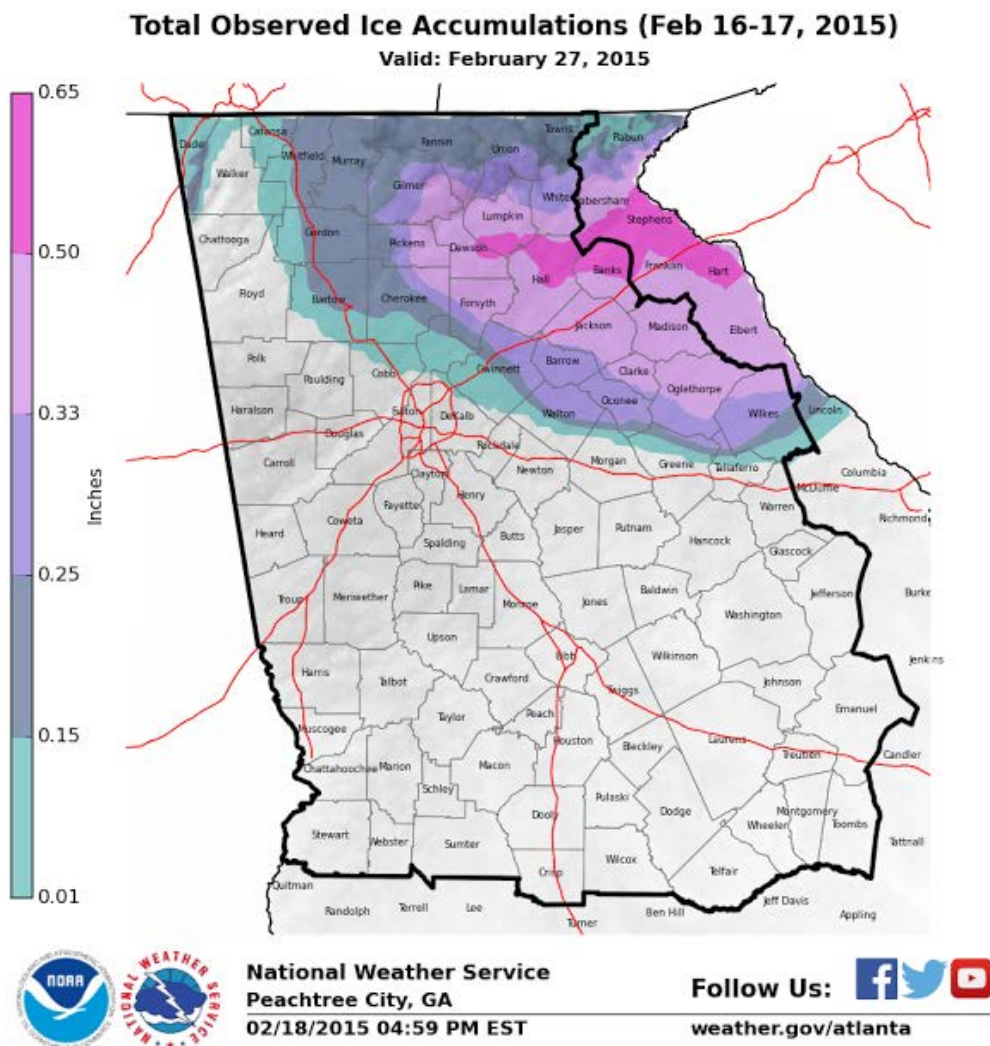 Total Observed Ice Accumulations (Feb 16-17, 2015)
Valid: February 27, 2015
0.65
0.50
0.33
0.25
0.15
0.01
Inches
Dade
Catoosa
Walker
Whitfield
Murray
Fannin
Union
Towns
Rabun
Gilmer
White
Habersham
Stephens
Chattooga
Gordon
Pickens
Lumpkin
Dawson
Hall
Banks
Franklin
Hart
Floyd
Bartow
Cherokee
Forsyth
Jackson
Madison
Elbert
Polk
Paulding
Cobb
Gwinnett
Barrow
Clarke
Oglethorpe
Haralson
Fulton
DeKalb
Walton
Oconee
Wilkes
Lincoln
Douglas
Rockdale
Carroll
Clayton
Newton
Morgan
Greene
Taliaferro
Columbia
McDuffie
Fayette
Henry
Warren
Richmond
Heard
Coweta
Spalding
Butts
Jasper
Putnam
Hancock
Glascock
Troup
Meriwether
Pike
Lamar
Monroe
Jones
Baldwin
Washington
Jefferson
Burke
Upson
Bibb
Wilkinson
Jenkins
Harris
Talbot
Crawford
Twiggs
Johnson
Emanuel
Muscogee
Taylor
Peach
Houston
Bleckley
Laurens
Treutlen
Candler
Chattahoochee
Marion
Macon
Schley
Pulaski
Dodge
Wheeler
Montgomery
Toombs
Tattnall
Stewart
Webster
Sumter
Dooly
Crisp
Wilcox
Telfair
Quitman
Randolph
Terrell
Lee
Turner
Ben Hill
Jeff Davis
Appling
NOAA
NATIONAL WEATHER SERVICE
National Weather Service
Peachtree City, GA
02/18/2015 04:59 PM EST
Follow Us:
weather.gov/atlanta